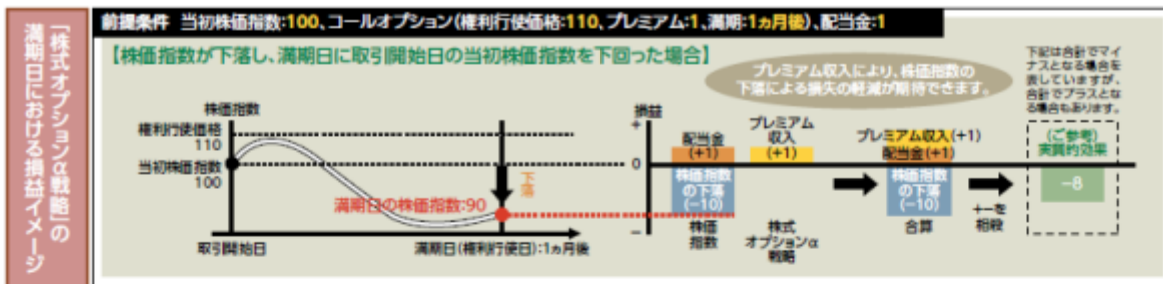 「株式オプションα戦略」の
満期日における損益イメージ
前提条件 当初株価指数:100、コールオプション(権利行使価格:110、プレミアム:1、満期:1ヵ月後)、配当金:1
【株価指数が下落し、満期日に取引開始日の当初株価指数を下回った場合】
プレミアム収入により、株価指数の
下落による損失の軽減が期待できます。
下記は合計でマイ
ナスとなる場合を
表していますが、
合計でプラスとな
る場合もあります。
株価指数
権利行使価格
110
当初株価指数
100
下落
満期日の株価指数:90
取引開始日
満期日(権利行使日):1ヵ月後
損益
+
0
−
配当金
(+1)
株価指数
の下落
(−10)
株価
指数
プレミアム
収入
(+1)
株式
オプションα
戦略
プレミアム収入(+1)
配当金(+1)
株価指数
の下落
(−10)
合算
+−を
相殺
(ご参考)
実質的効果
−8